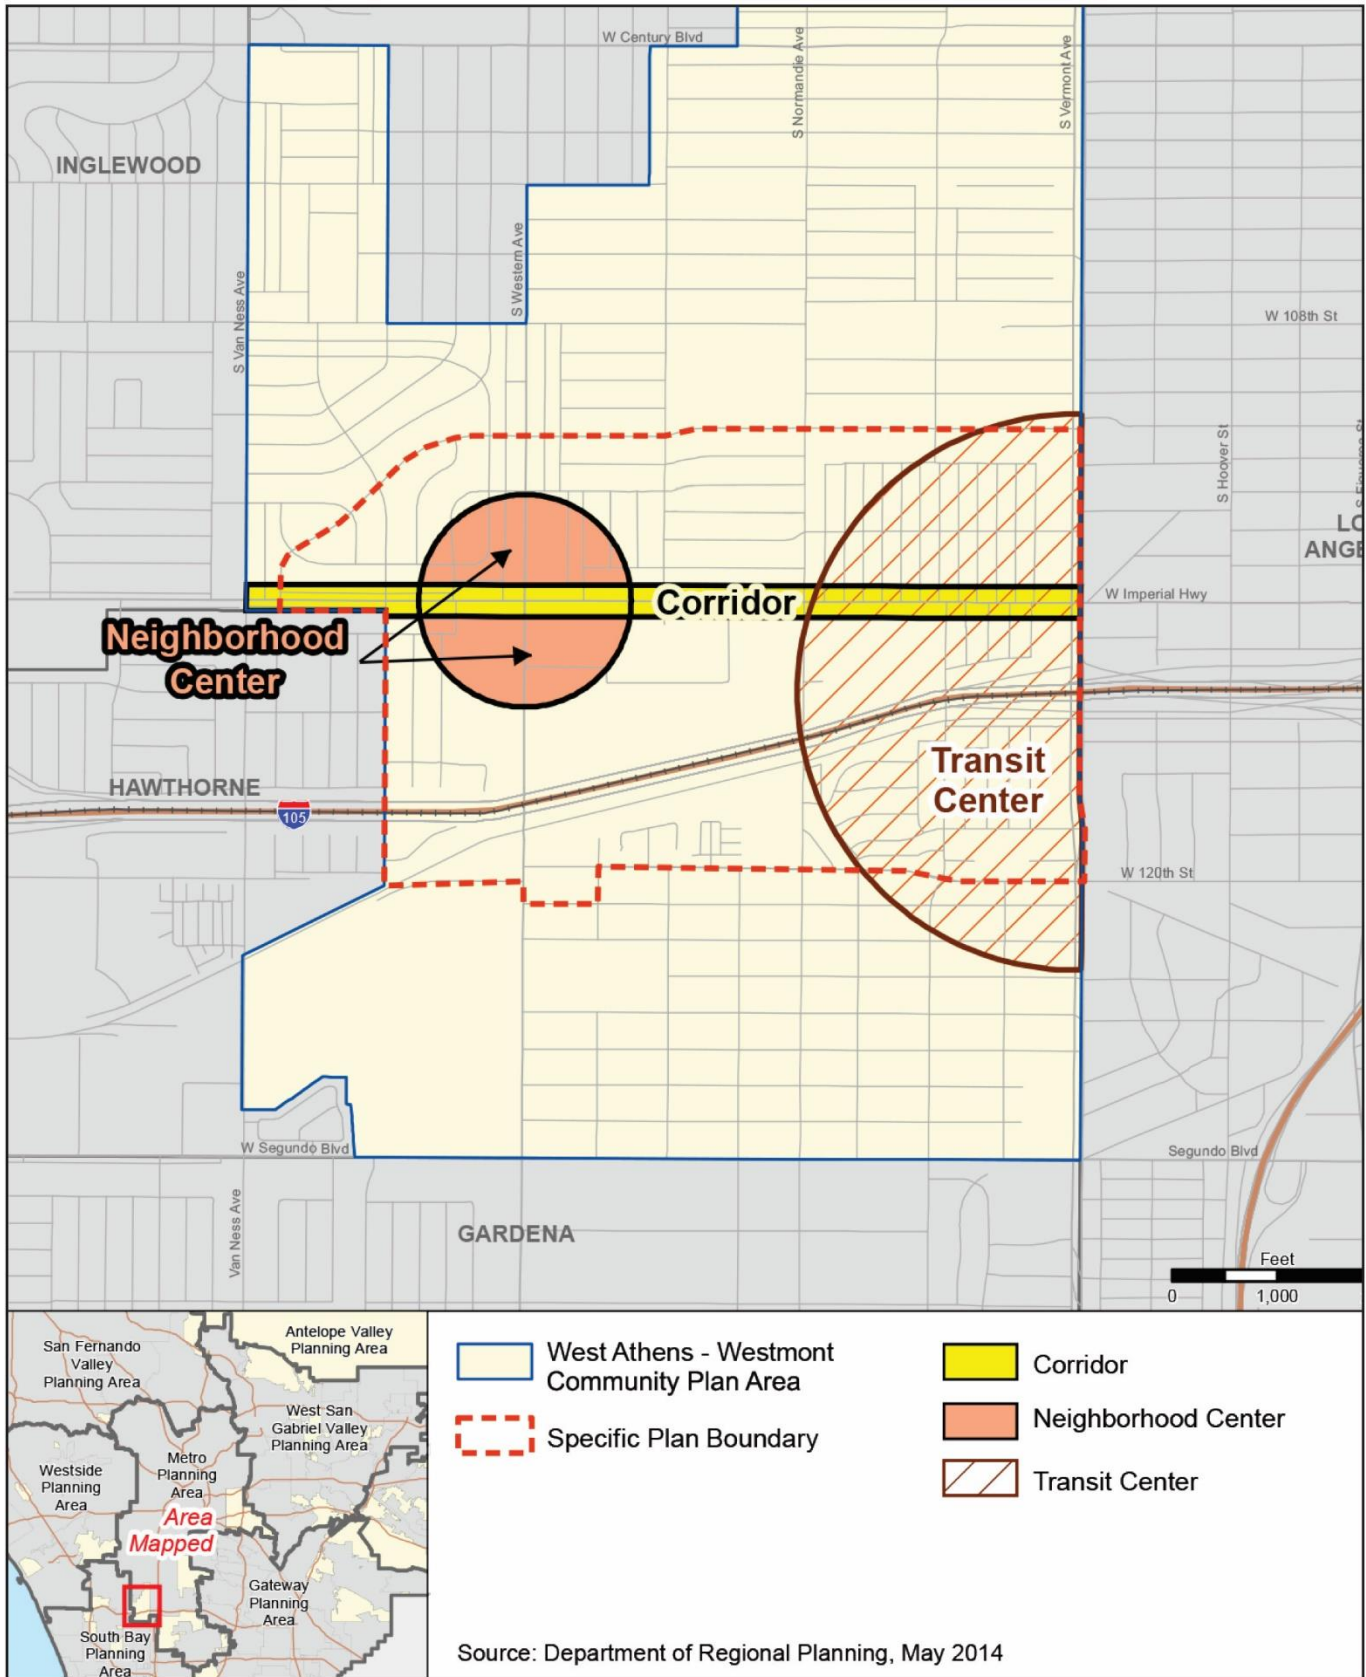 W Century Blvd
S Normandie Ave
S Vermont Ave
INGLEWOOD
S Western Ave
S Van Ness Ave
W 108th St
S Hoover St
LO
ANGE
Corridor
W Imperial Hwy
Neighborhood
Center
Transit
Center
HAWTHORNE
105
W 120th St
W Segundo Blvd
Segundo Blvd
Van Ness Ave
GARDENA
Feet
0
1,000
San Fernando
Valley
Planning Area
Antelope Valley
Planning Area
West San
Gabriel Valley
Planning Area
Westside
Planning
Area
Metro
Planning
Area
Area
Mapped
Gateway
Planning
Area
South Bay
Planning
Area
West Athens - Westmont
Community Plan Area
Specific Plan Boundary
Corridor
Neighborhood Center
Transit Center
Source: Department of Regional Planning, May 2014